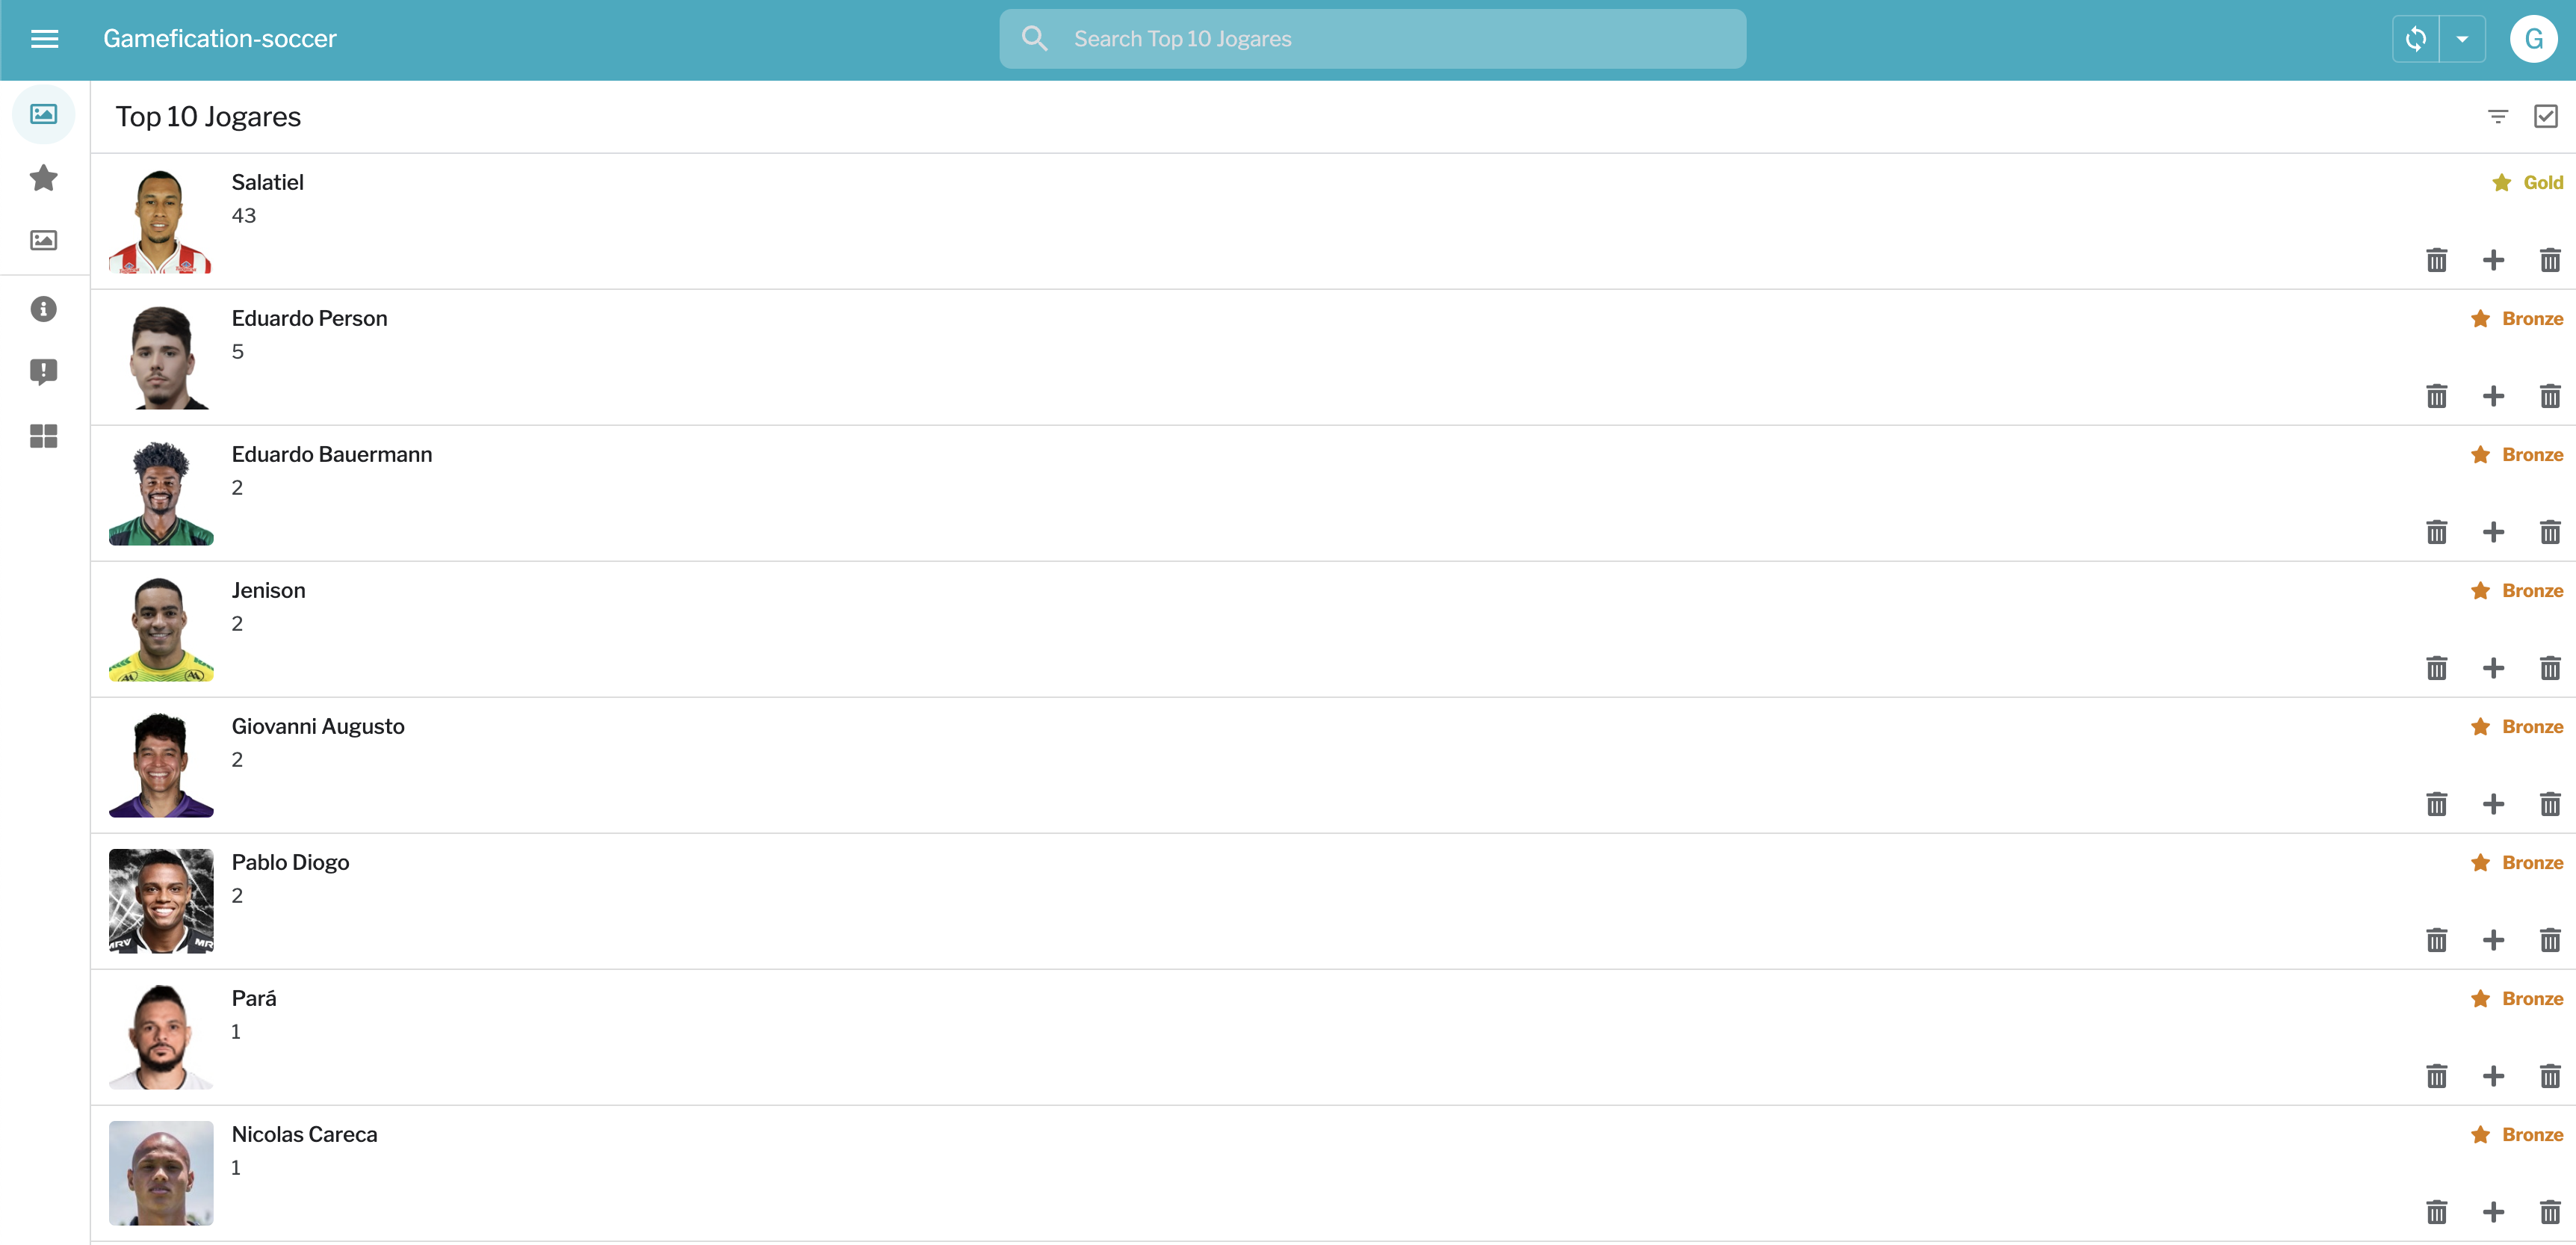 Gamefication-soccer
Search Top 10 Jogares
G
Top 10 Jogares
Salatiel
Gold
43
Eduardo Person
Bronze
5
Eduardo Bauermann
Bronze
2
Jenison
Bronze
2
Giovanni Augusto
Bronze
2
Pablo Diogo
Bronze
2
MRV MR
Pará
Bronze
1
Nicolas Careca
Bronze
1